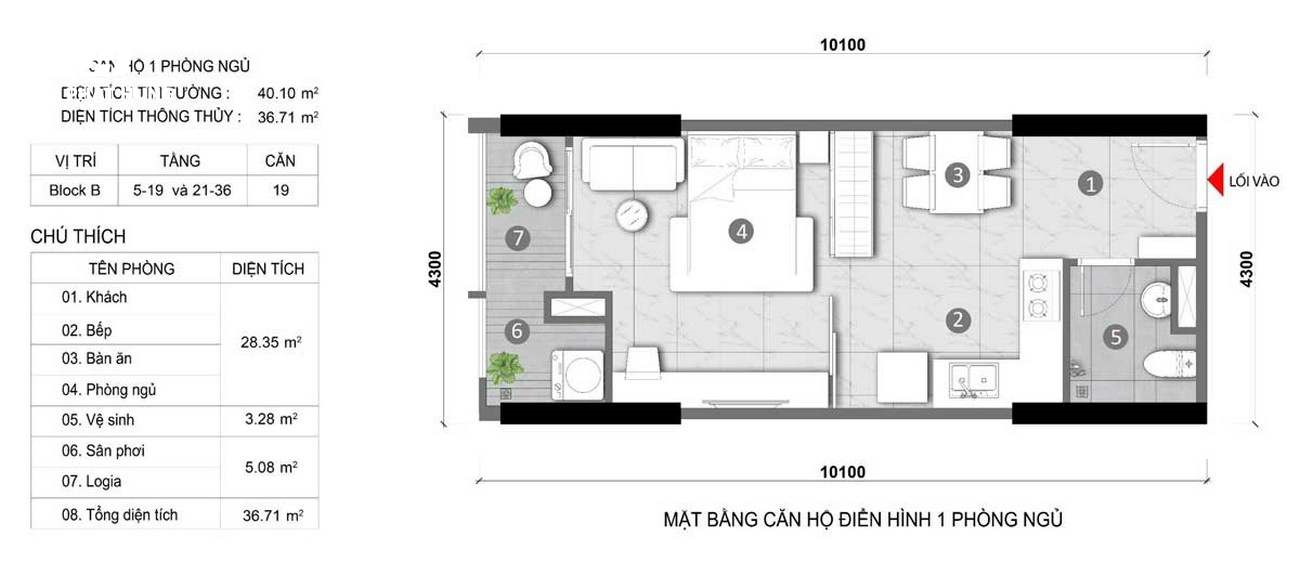 HỘ 1 PHÒNG NGỦ
DIỆN TÍCH TIM TƯỜNG : 40.10 m²
DIỆN TÍCH THÔNG THỦY : 36.71 m²
VỊ TRÍ TẦNG CĂN
Block B 5-19 và 21-36 19
CHÚ THÍCH
TÊN PHÒNG DIỆN TÍCH
01. Khách
02. Bếp
28.35 m²
03. Bàn ăn
04. Phòng ngủ
05. Vệ sinh 3.28 m²
06. Sân phơi
5.08 m²
07. Logia
08. Tổng diện tích 36.71 m²
10100
4300
7
6
4
3
2
1
5
LỐI VÀO
4300
10100
MẶT BẰNG CĂN HỘ ĐIỂN HÌNH 1 PHÒNG NGỦ